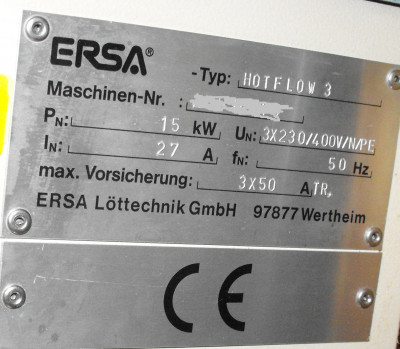 ERSA® -Typ: HOTFLOW 3
Maschinen-Nr. :
PN: 15 kW UN: 3X230/400V/N/PE
IN: 27 A fN: 50 Hz
max. Vorsicherung: 3X50 A TR.
ERSA Löttechnik GmbH 97877 Wertheim
CE